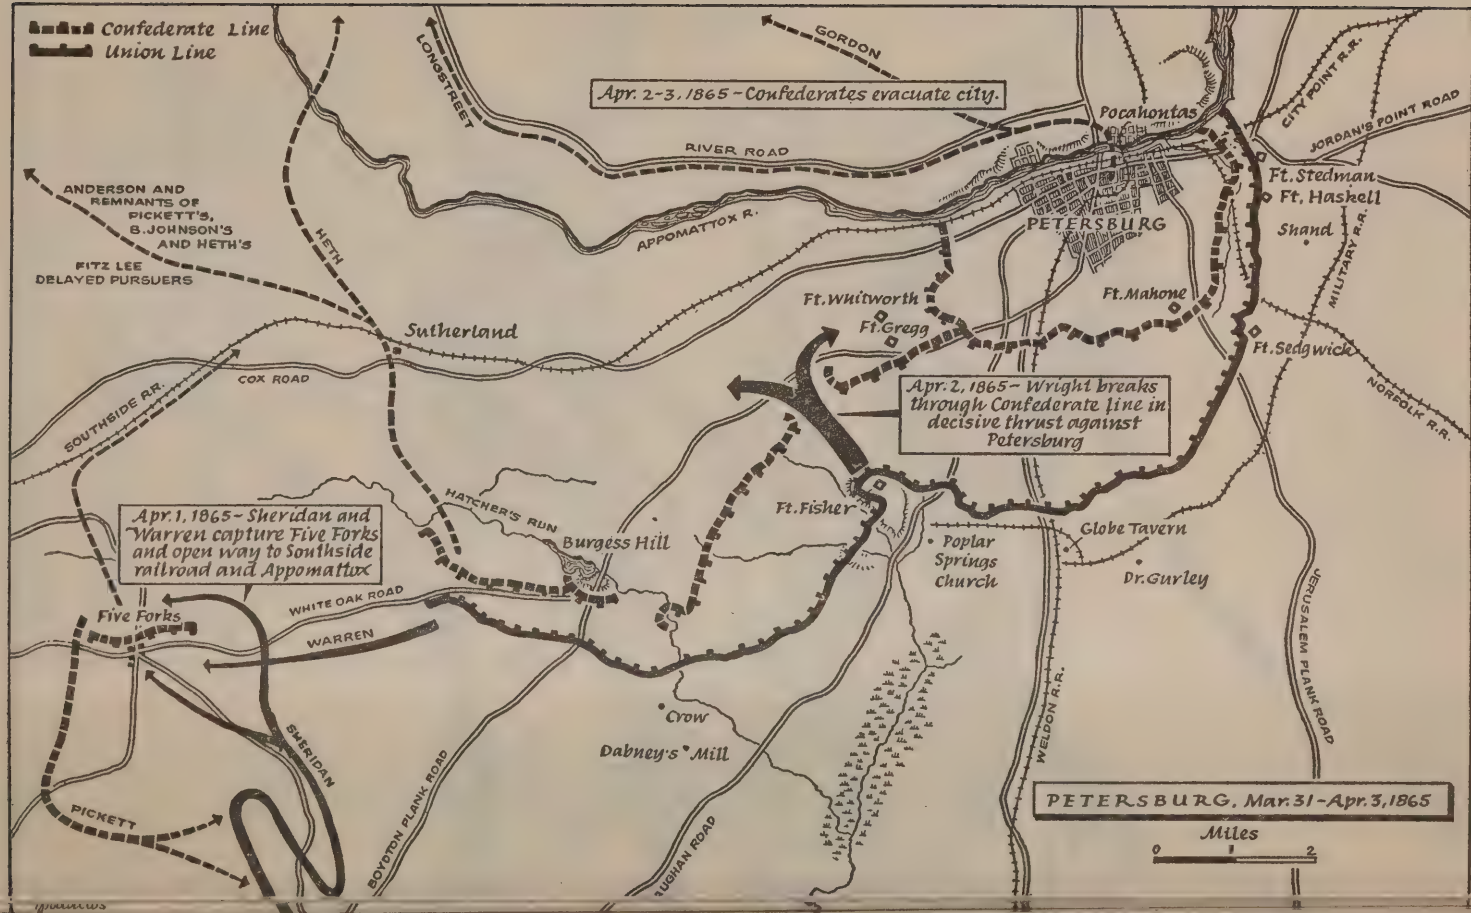 Confederate Line
Union Line
LONGSTREET
GORDON
Apr. 2-3, 1865 - Confederates evacuate city.
Pocahontas
CITY POINT R.R.
JORDAN'S POINT ROAD
RIVER ROAD
Ft. Stedman
Ft. Haskell
Shand
MILITARY R.R.
ANDERSON AND
REMNANTS OF
PICKETT'S,
B. JOHNSON'S
AND HETH'S
FITZ LEE
DELAYED PURSUERS
HETH
APPOMATTOX R.
PETERSBURG
Ft. Whitworth
Ft. Gregg
Ft. Mahone
Ft. Sedgwick
NORFOLK R.R.
Sutherland
COX ROAD
SOUTHSIDE R.R.
Apr. 2, 1865 - Wright breaks
through Confederate line in
decisive thrust against
Petersburg
Apr. 1, 1865 - Sheridan and
Warren capture Five Forks
and open way to Southside
railroad and Appomattox
HATCHER'S RUN
Burgess Hill
Ft. Fisher
Poplar
Springs
Church
Globe Tavern
Dr. Gurley
Five Forks
WHITE OAK ROAD
WARREN
JERUSALEM PLANK ROAD
WELDON R.R.
Crow
Dabney's Mill
SHERIDAN
PICKETT
BOYDTON PLANK ROAD
AUGHAN ROAD
PETERSBURG, Mar. 31-Apr. 3, 1865
Miles
0 1 2